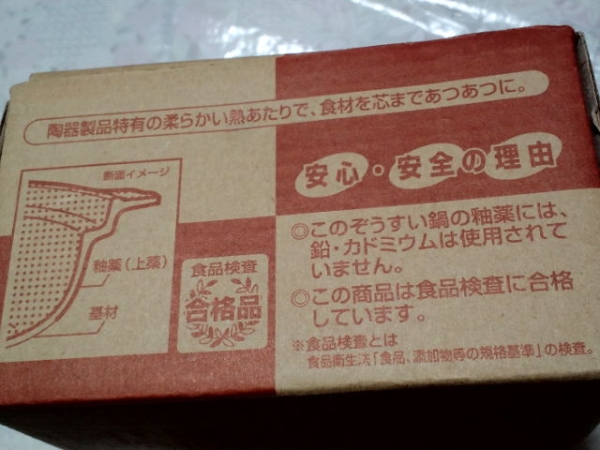 陶器製品特有の柔らかい熱あたりで、食材を芯まであつあつに。
断面イメージ
釉薬(上薬)
基材
食品検査
合格品
安心・安全の理由
◎このぞうすい鍋の釉薬には、
鉛・カドミウムは使用されて
いません。
◎この商品は食品検査に合格
しています。
※食品検査とは
食品衛生法「食品、添加物等の規格基準」の検査。